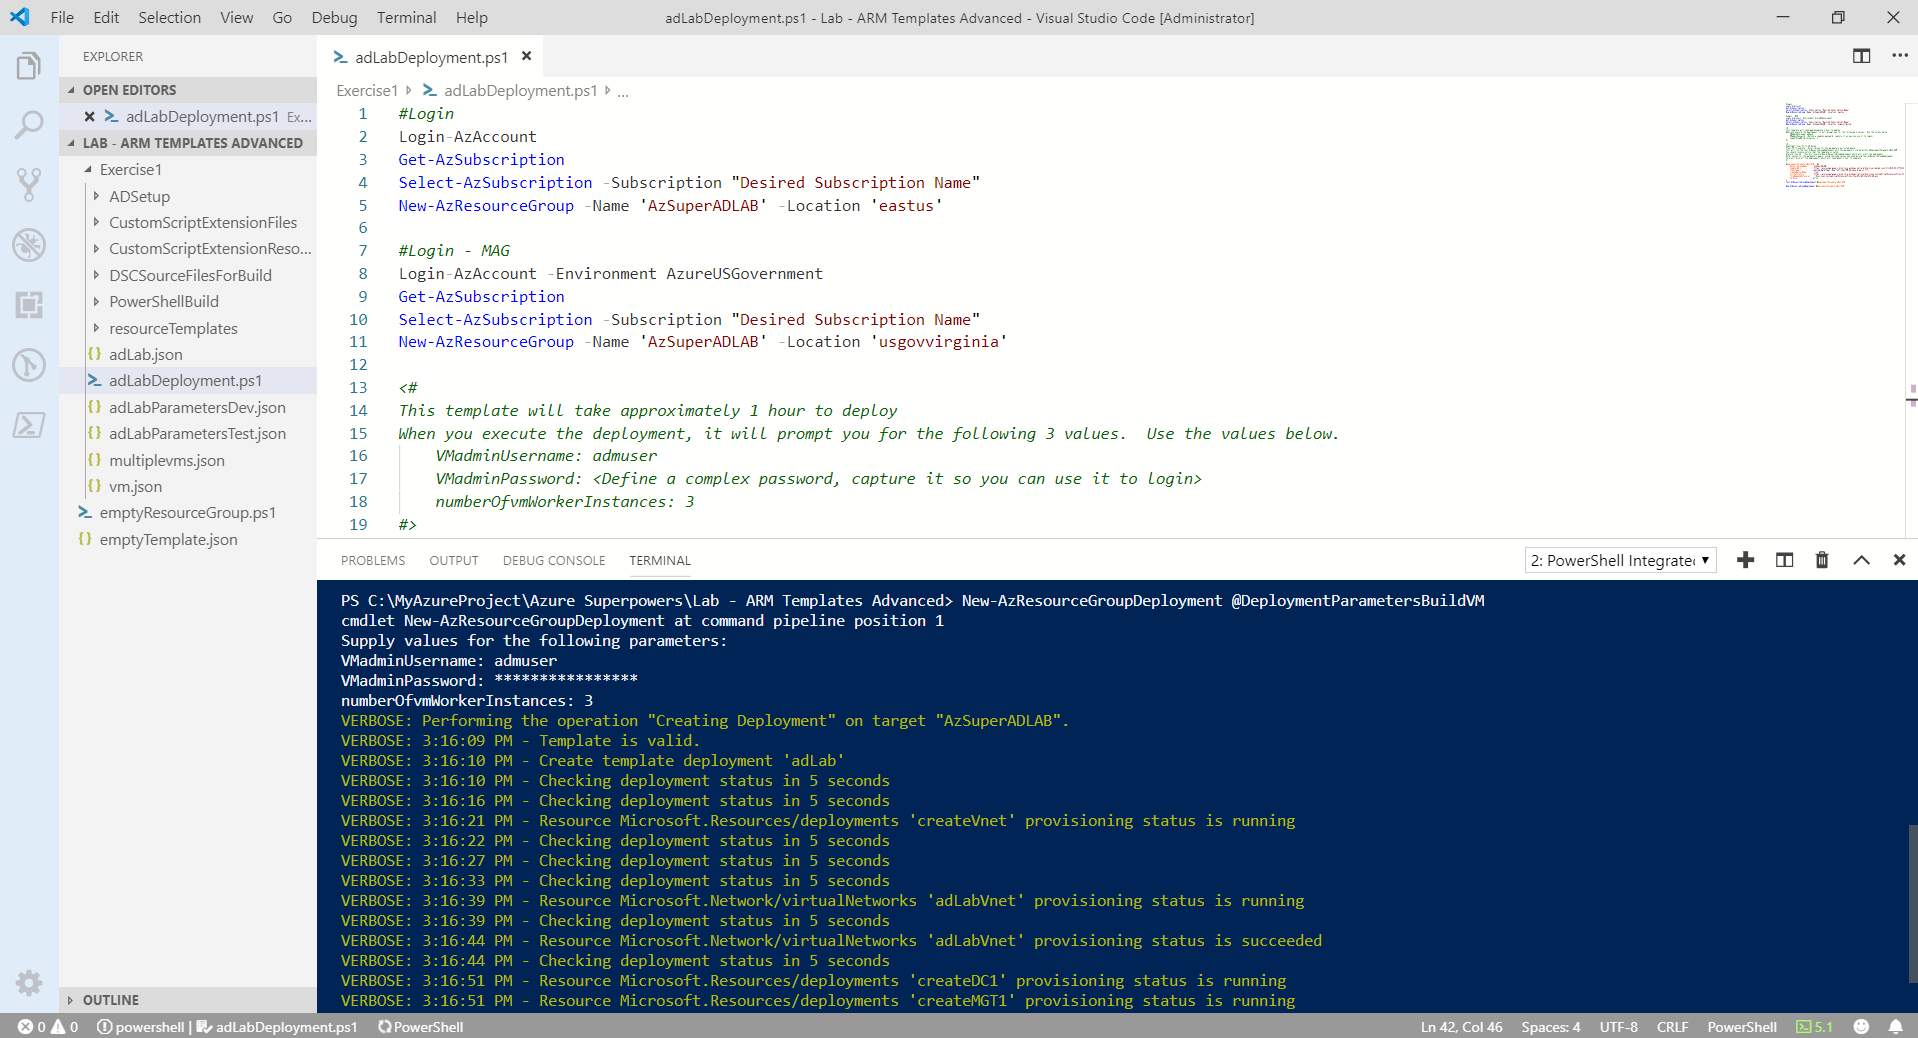 File Edit Selection View Go Debug Terminal Help
adLabDeployment.ps1 - Lab - ARM Templates Advanced - Visual Studio Code [Administrator]
EXPLORER
OPEN EDITORS
adLabDeployment.ps1 Ex...
LAB - ARM TEMPLATES ADVANCED
Exercise1
ADSetup
CustomScriptExtensionFiles
CustomScriptExtensionReso...
DSCSourceFilesForBuild
PowerShellBuild
resourceTemplates
adLab.json
adLabDeployment.ps1
adLabParametersDev.json
adLabParametersTest.json
multiplevms.json
vm.json
emptyResourceGroup.ps1
emptyTemplate.json
OUTLINE
adLabDeployment.ps1
Exercise1 adLabDeployment.ps1 ...
1 #Login
2 Login-AzAccount
3 Get-AzSubscription
4 Select-AzSubscription -Subscription "Desired Subscription Name"
5 New-AzResourceGroup -Name 'AzSuperADLAB' -Location 'eastus'
6
7 #Login - MAG
8 Login-AzAccount -Environment AzureUSGovernment
9 Get-AzSubscription
10 Select-AzSubscription -Subscription "Desired Subscription Name"
11 New-AzResourceGroup -Name 'AzSuperADLAB' -Location 'usgovvirginia'
12
13 <#
14 This template will take approximately 1 hour to deploy
15 When you execute the deployment, it will prompt you for the following 3 values.  Use the values below.
16 VMadminUsername: admuser
17 VMadminPassword: <Define a complex password, capture it so you can use it to login>
18 numberOfvmWorkerInstances: 3
19 #>
PROBLEMS OUTPUT DEBUG CONSOLE TERMINAL
2: PowerShell Integrate
PS C:\MyAzureProject\Azure Superpowers\Lab - ARM Templates Advanced> New-AzResourceGroupDeployment @DeploymentParametersBuildVM
cmdlet New-AzResourceGroupDeployment at command pipeline position 1
Supply values for the following parameters:
VMadminUsername: admuser
VMadminPassword: ****************
numberOfvmWorkerInstances: 3
VERBOSE: Performing the operation "Creating Deployment" on target "AzSuperADLAB".
VERBOSE: 3:16:09 PM - Template is valid.
VERBOSE: 3:16:10 PM - Create template deployment 'adLab'
VERBOSE: 3:16:10 PM - Checking deployment status in 5 seconds
VERBOSE: 3:16:16 PM - Checking deployment status in 5 seconds
VERBOSE: 3:16:21 PM - Resource Microsoft.Resources/deployments 'createVnet' provisioning status is running
VERBOSE: 3:16:22 PM - Checking deployment status in 5 seconds
VERBOSE: 3:16:27 PM - Checking deployment status in 5 seconds
VERBOSE: 3:16:33 PM - Checking deployment status in 5 seconds
VERBOSE: 3:16:39 PM - Resource Microsoft.Network/virtualNetworks 'adLabVnet' provisioning status is running
VERBOSE: 3:16:39 PM - Checking deployment status in 5 seconds
VERBOSE: 3:16:44 PM - Resource Microsoft.Network/virtualNetworks 'adLabVnet' provisioning status is succeeded
VERBOSE: 3:16:44 PM - Checking deployment status in 5 seconds
VERBOSE: 3:16:51 PM - Resource Microsoft.Resources/deployments 'createDC1' provisioning status is running
VERBOSE: 3:16:51 PM - Resource Microsoft.Resources/deployments 'createMGT1' provisioning status is running
0 0 powershell | adLabDeployment.ps1 PowerShell Ln 42, Col 46 Spaces: 4 UTF-8 CRLF PowerShell 5.1